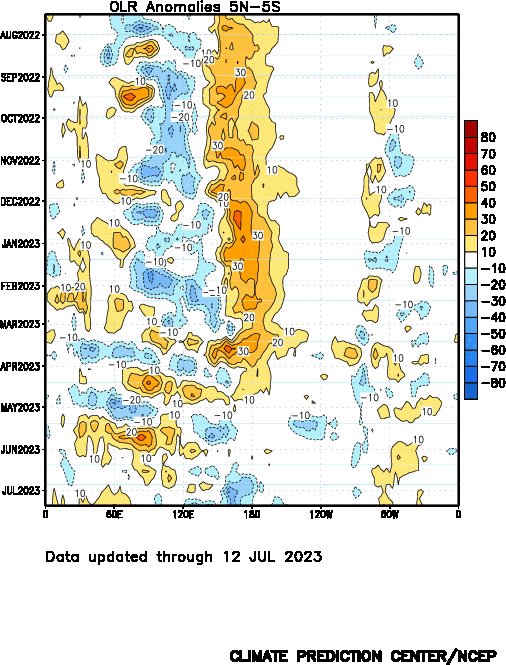 OLR Anomalies 5N-5S
AUG2022
SEP2022
OCT2022
NOV2022
DEC2022
JAN2023
FEB2023
MAR2023
APR2023
MAY2023
JUN2023
JUL2023
0 60E 120E 180 120W 60W 0
80
70
60
50
40
30
20
10
-10
-20
-30
-40
-50
-60
-70
-80
Data updated through 12 JUL 2023
CLIMATE PREDICTION CENTER/NCEP